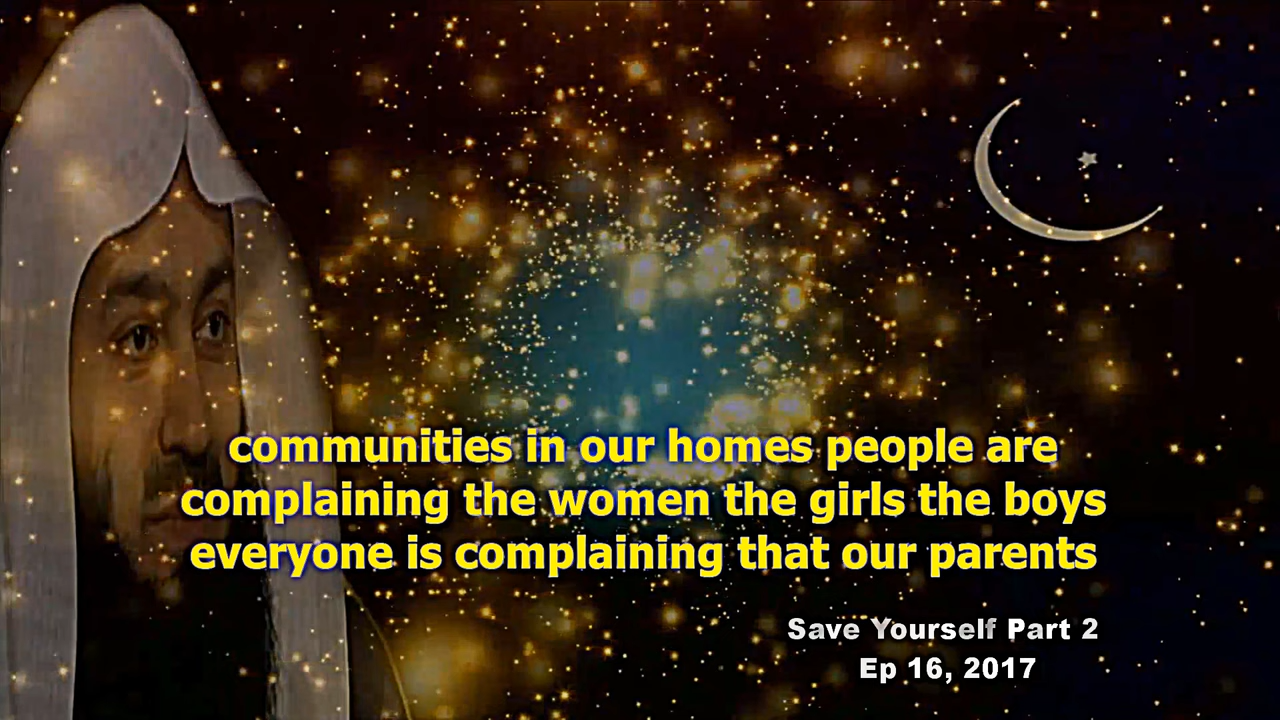 communities in our homes people are
complaining the women the girls the boys
everyone is complaining that our parents
Save Yourself Part 2
Ep 16, 2017